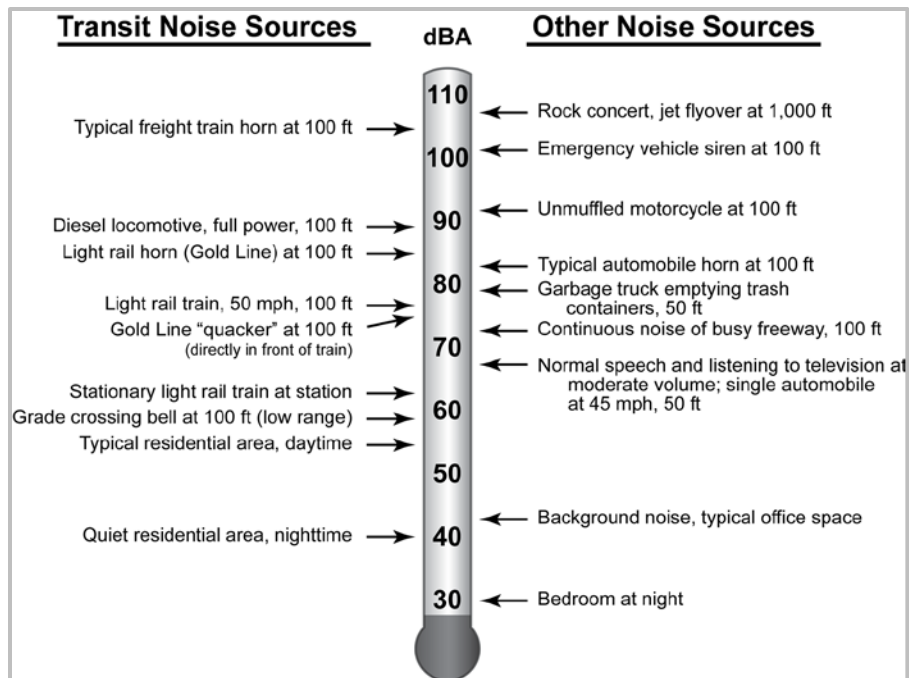 Transit Noise Sources
dBA
Other Noise Sources
110
Rock concert, jet flyover at 1,000 ft
Typical freight train horn at 100 ft
100
Emergency vehicle siren at 100 ft
Unmuffled motorcycle at 100 ft
90
Diesel locomotive, full power, 100 ft
Light rail horn (Gold Line) at 100 ft
Typical automobile horn at 100 ft
80
Garbage truck emptying trash
containers, 50 ft
Light rail train, 50 mph, 100 ft
Gold Line “quacker” at 100 ft
(directly in front of train)
Continuous noise of busy freeway, 100 ft
70
Normal speech and listening to television at
moderate volume; single automobile
at 45 mph, 50 ft
Stationary light rail train at station
60
Grade crossing bell at 100 ft (low range)
Typical residential area, daytime
50
Background noise, typical office space
40
Quiet residential area, nighttime
30
Bedroom at night